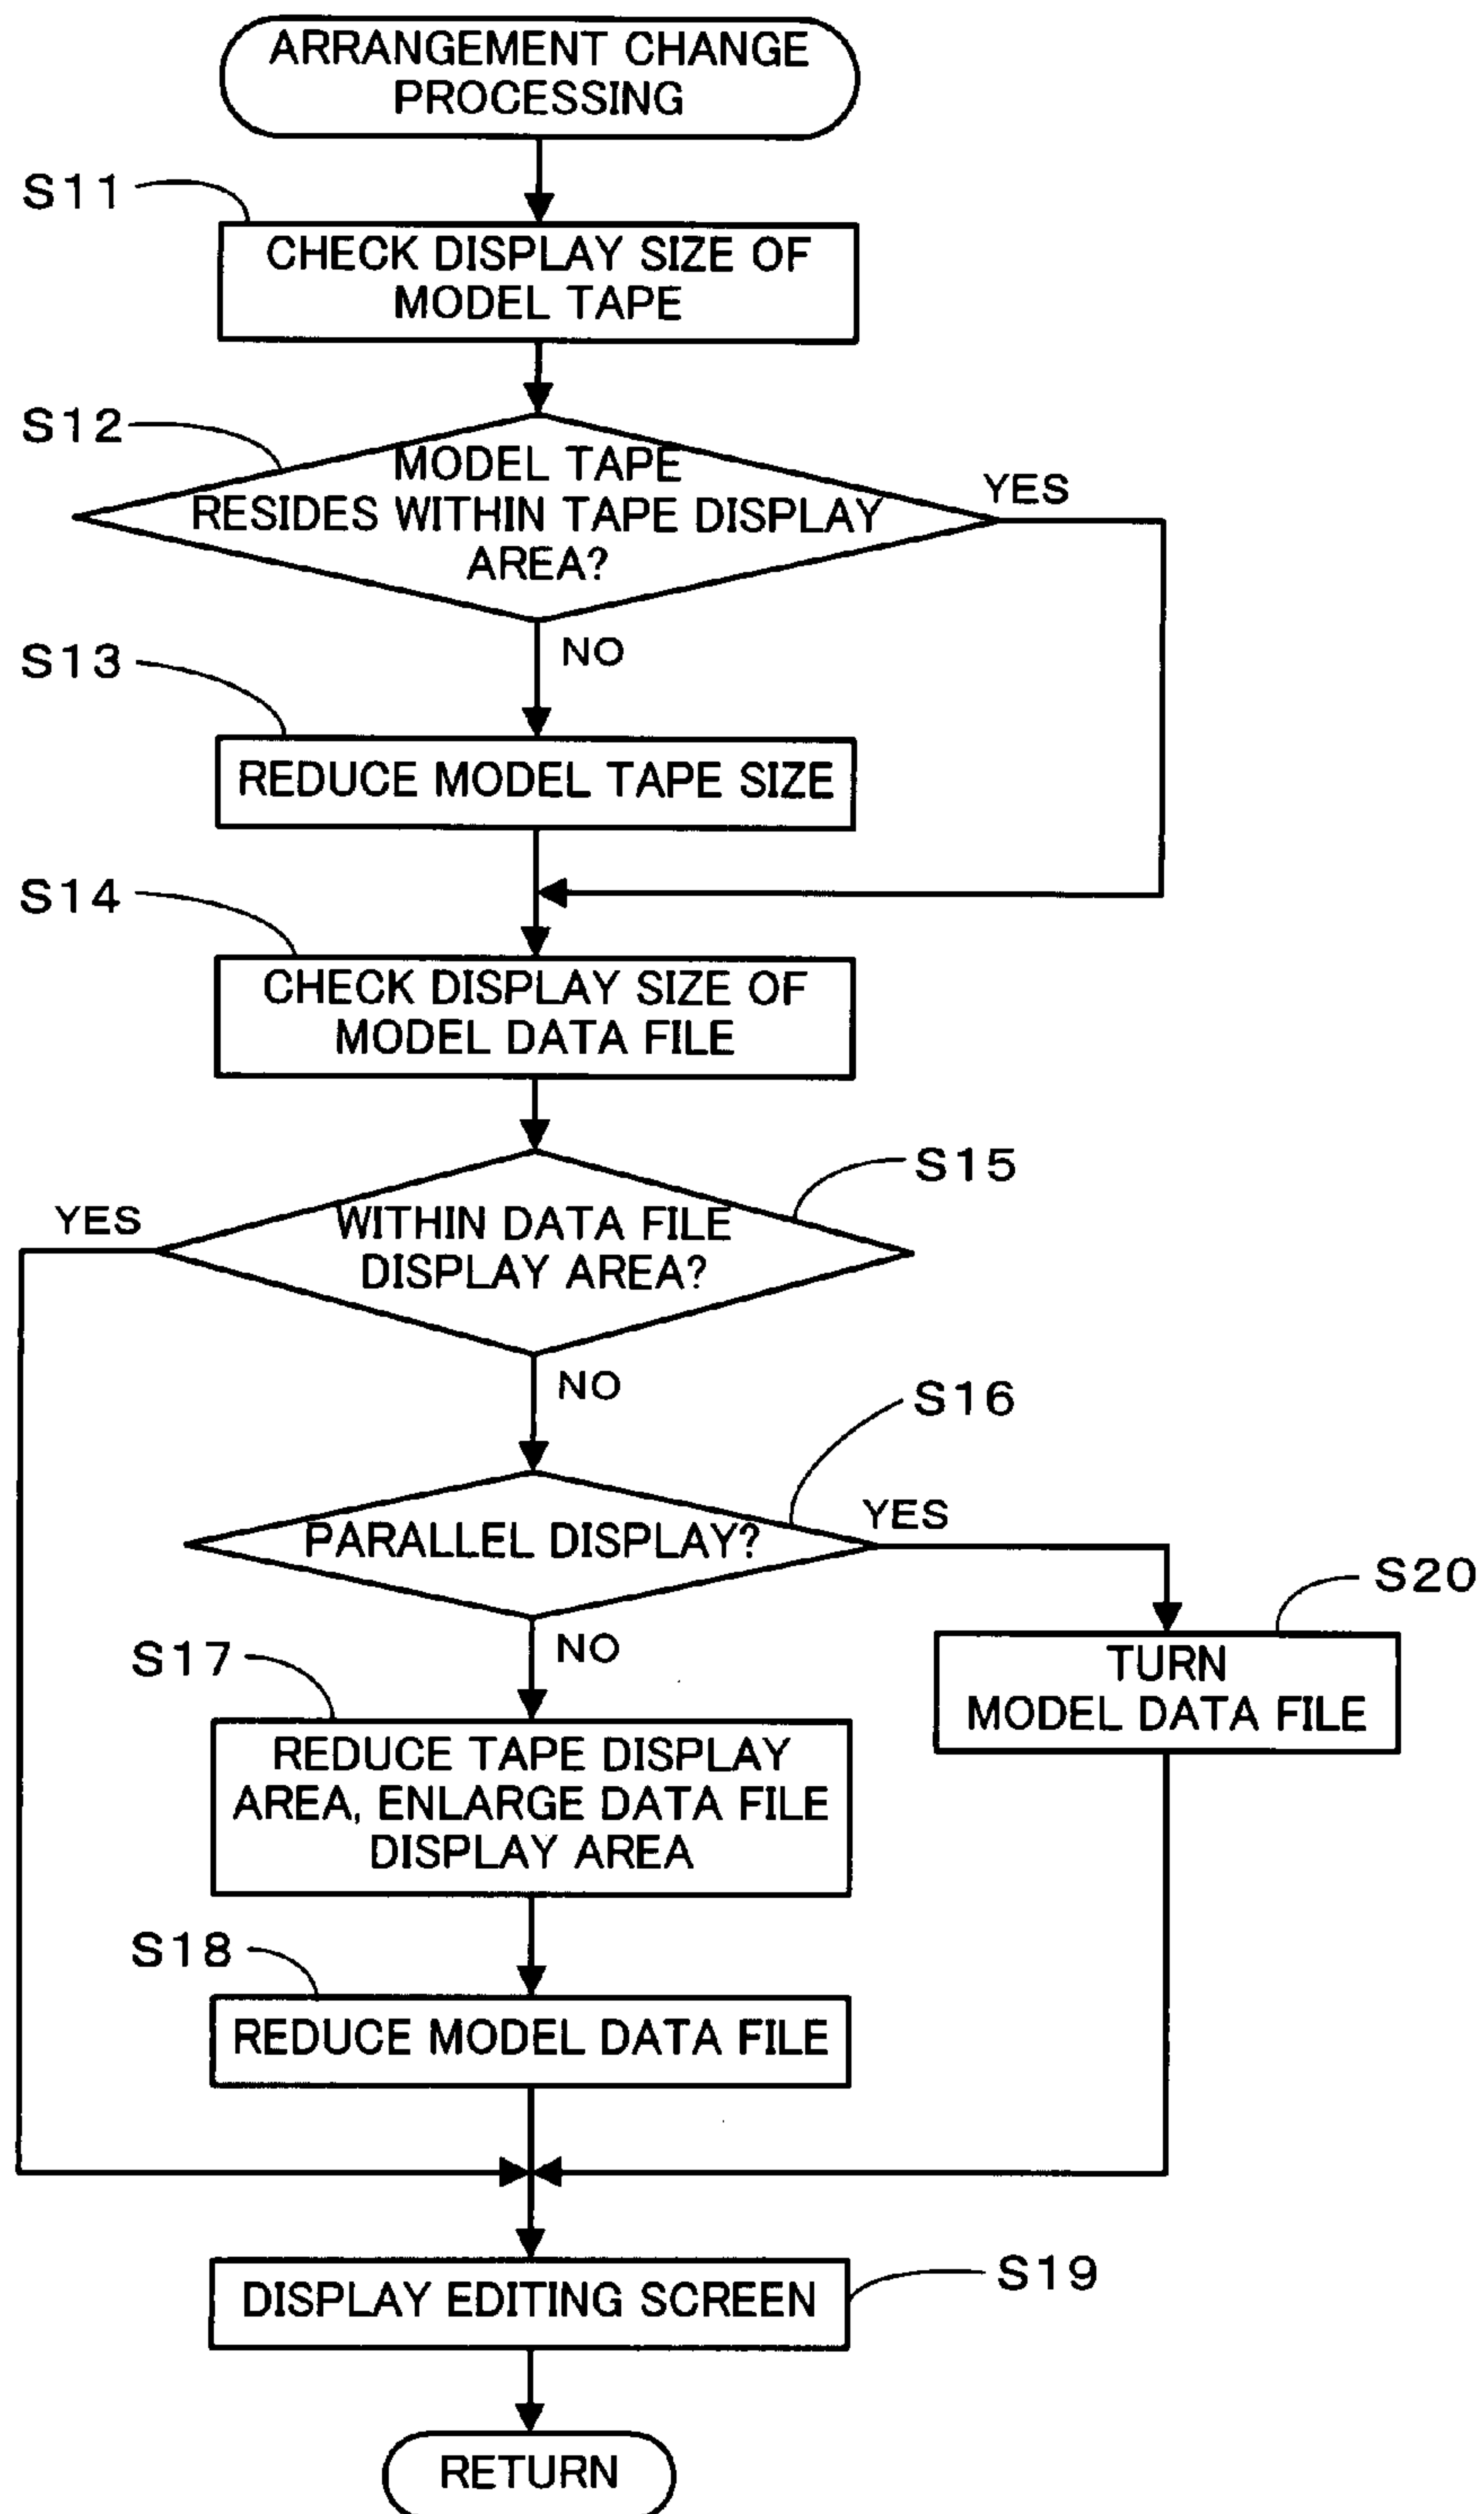 ARRANGEMENT CHANGE
PROCESSING
S11
CHECK DISPLAY SIZE OF
MODEL TAPE
S12
MODEL TAPE
RESIDES WITHIN TAPE DISPLAY
AREA?
YES
NO
S13
REDUCE MODEL TAPE SIZE
S14
CHECK DISPLAY SIZE OF
MODEL DATA FILE
S15
YES
WITHIN DATA FILE
DISPLAY AREA?
NO
S16
PARALLEL DISPLAY?
YES
S20
NO
TURN
MODEL DATA FILE
S17
REDUCE TAPE DISPLAY
AREA, ENLARGE DATA FILE
DISPLAY AREA
S18
REDUCE MODEL DATA FILE
S19
DISPLAY EDITING SCREEN
RETURN